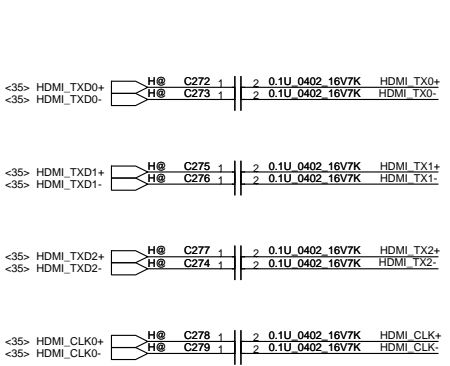 <35> HDMI_TXD0+ H@ C272 1 2 0.1U_0402_16V7K HDMI_TX0+
<35> HDMI_TXD0- H@ C273 1 2 0.1U_0402_16V7K HDMI_TX0-
<35> HDMI_TXD1+ H@ C275 1 2 0.1U_0402_16V7K HDMI_TX1+
<35> HDMI_TXD1- H@ C276 1 2 0.1U_0402_16V7K HDMI_TX1-
<35> HDMI_TXD2+ H@ C277 1 2 0.1U_0402_16V7K HDMI_TX2+
<35> HDMI_TXD2- H@ C274 1 2 0.1U_0402_16V7K HDMI_TX2-
<35> HDMI_CLK0+ H@ C278 1 2 0.1U_0402_16V7K HDMI_CLK+
<35> HDMI_CLK0- H@ C279 1 2 0.1U_0402_16V7K HDMI_CLK-